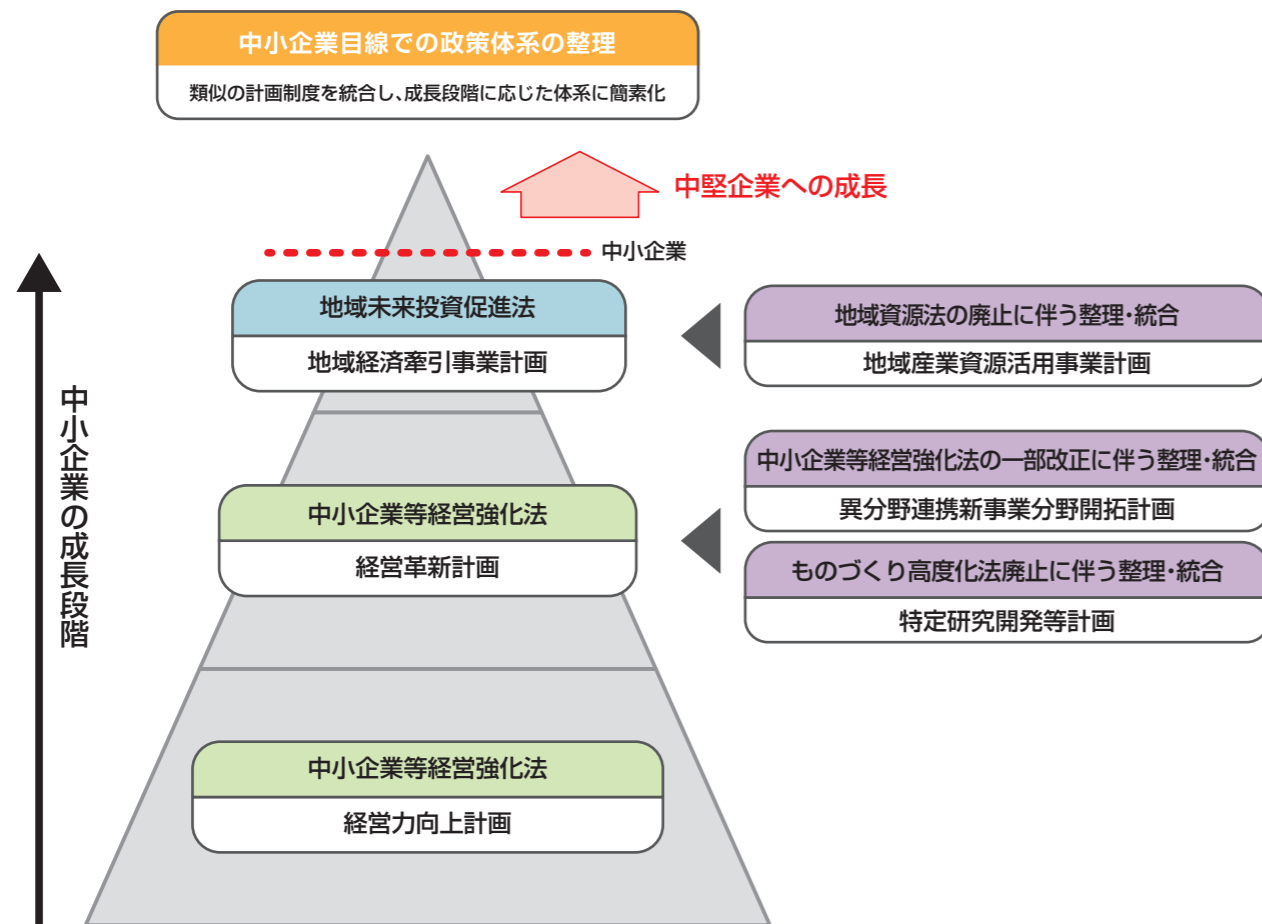 中小企業目線での政策体系の整理
類似の計画制度を統合し、成長段階に応じた体系に簡素化
中堅企業への成長
中小企業
地域未来投資促進法
地域経済牽引事業計画
地域資源法の廃止に伴う整理・統合
地域産業資源活用事業計画
中小企業等経営強化法の一部改正に伴う整理・統合
異分野連携新事業分野開拓計画
中小企業等経営強化法
経営革新計画
ものづくり高度化法廃止に伴う整理・統合
特定研究開発等計画
中小企業等経営強化法
経営力向上計画
中小企業の成長段階